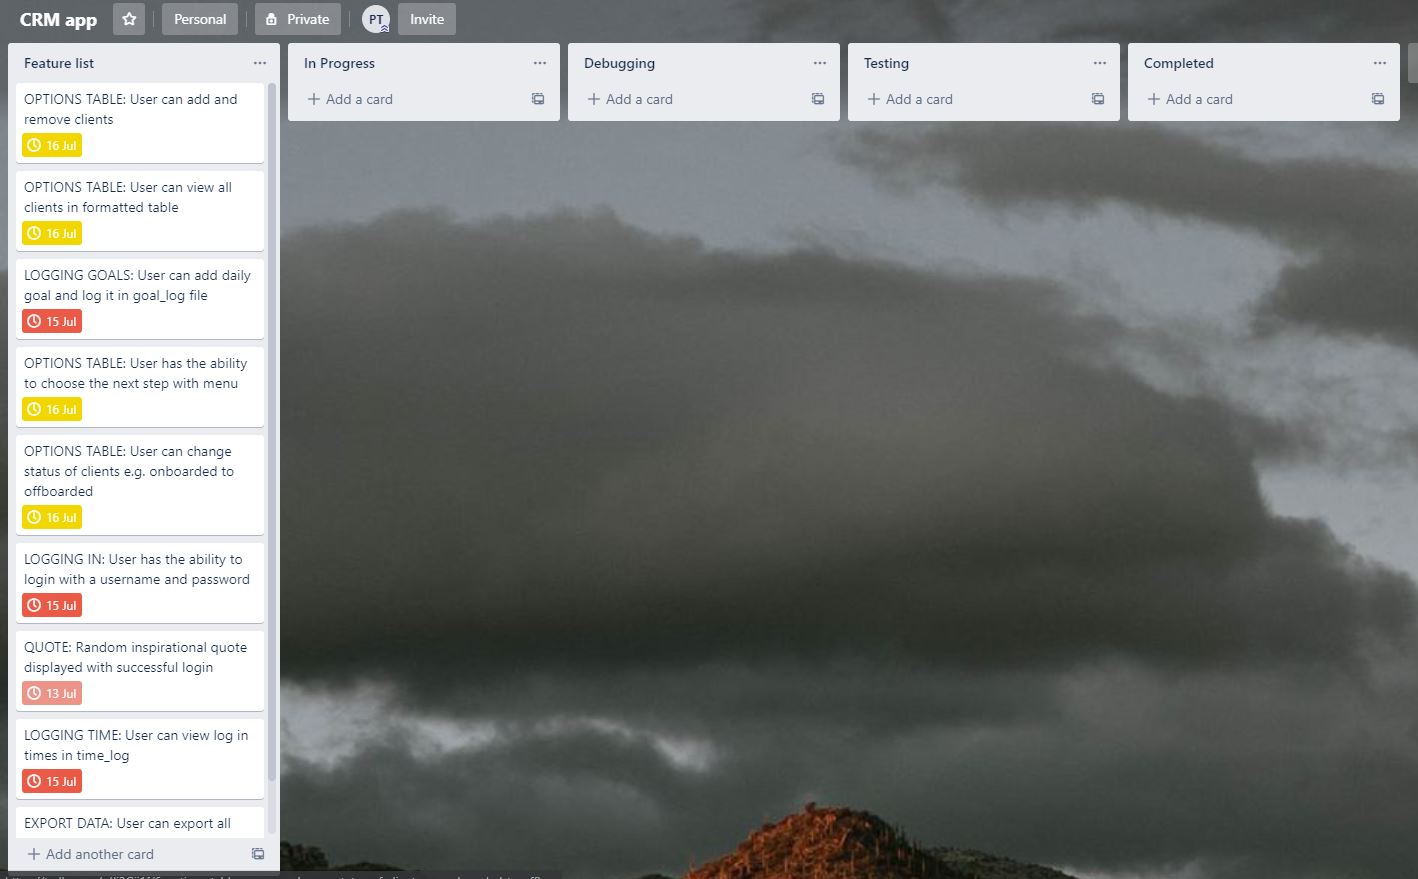 CRM app
Personal
Private
PT
Invite
Feature list
OPTIONS TABLE: User can add and
remove clients
16 Jul
OPTIONS TABLE: User can view all
clients in formatted table
16 Jul
LOGGING GOALS: User can add daily
goal and log it in goal_log file
15 Jul
OPTIONS TABLE: User has the ability
to choose the next step with menu
16 Jul
OPTIONS TABLE: User can change
status of clients e.g. onboarded to
offboarded
16 Jul
LOGGING IN: User has the ability to
login with a username and password
15 Jul
QUOTE: Random inspirational quote
displayed with successful login
13 Jul
LOGGING TIME: User can view log in
times in time_log
15 Jul
EXPORT DATA: User can export all
Add another card
In Progress
Add a card
Debugging
Add a card
Testing
Add a card
Completed
Add a card